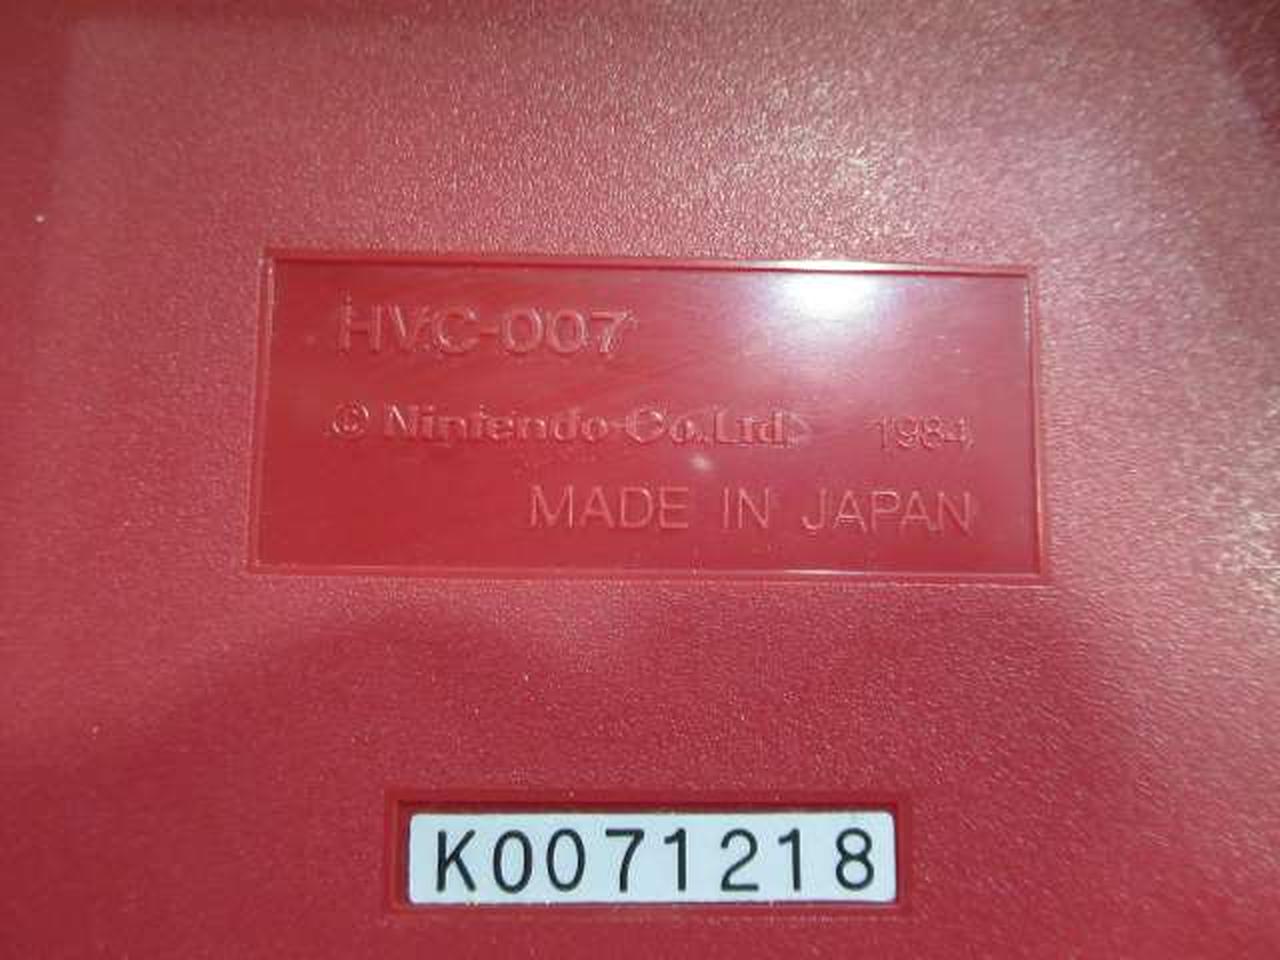 HVC-007
© Nintendo Co.,Ltd. 1984
MADE IN JAPAN
K0071218